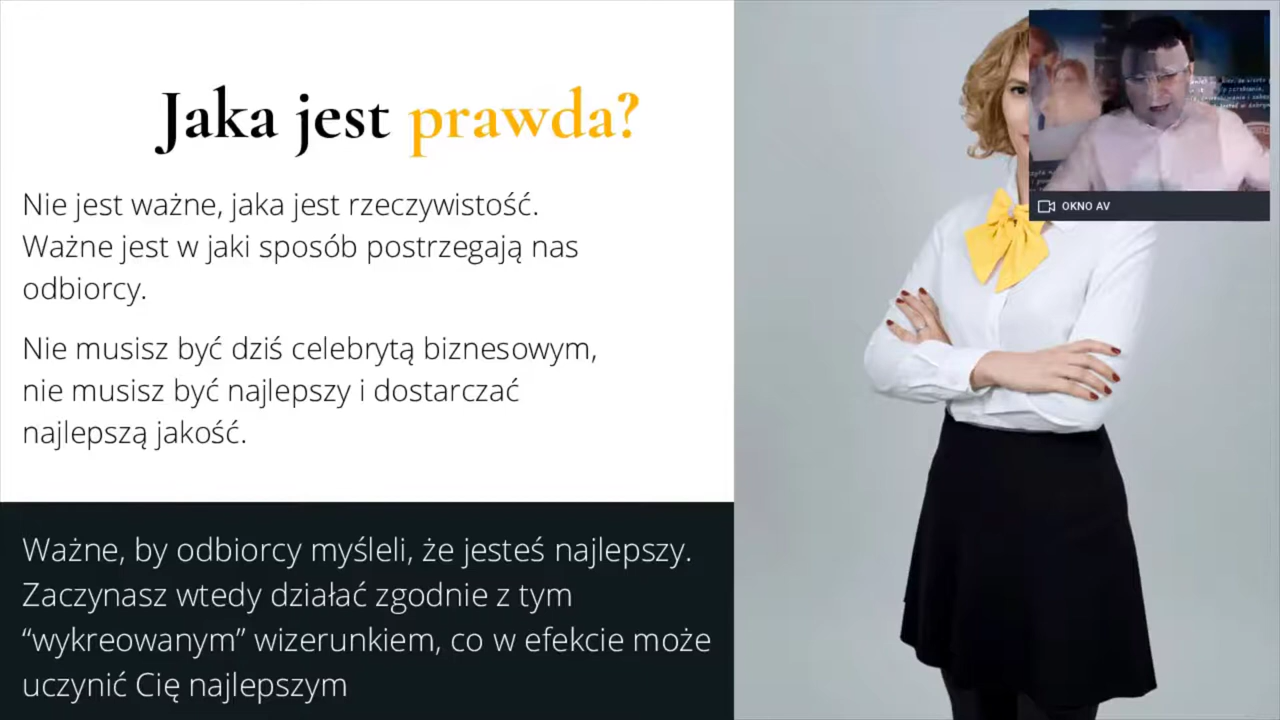 Jaka jest prawda?
Nie jest ważne, jaka jest rzeczywistość.
Ważne jest w jaki sposób postrzegają nas
odbiorcy.
Nie musisz być dziś celebrytą biznesowym,
nie musisz być najlepszy i dostarczać
najlepszą jakość.
Ważne, by odbiorcy myśleli, że jesteś najlepszy.
Zaczynasz wtedy działać zgodnie z tym
“wykreowanym” wizerunkiem, co w efekcie może
uczynić Cię najlepszym
OKNO AV